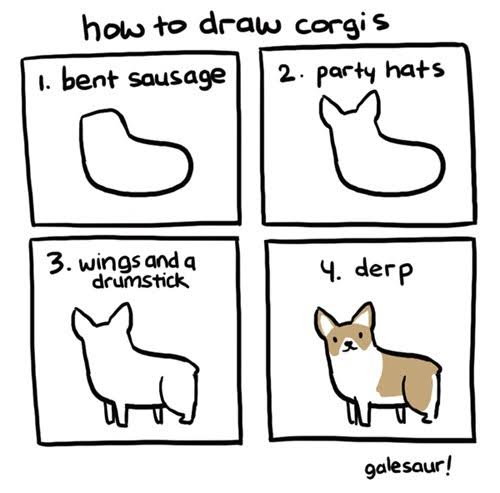 how to draw corgis
1. bent sausage
2. party hats
3. wings and a
drumstick
4. derp
galesaur!